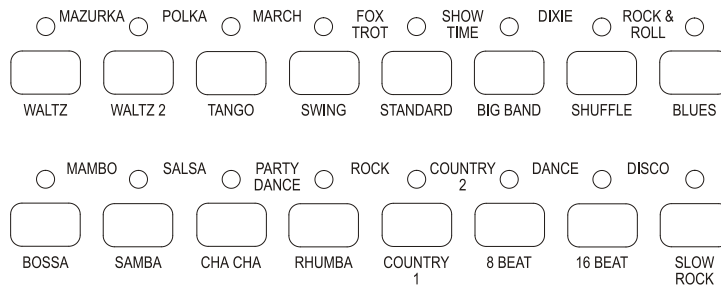 MAZURKA POLKA MARCH FOX TROT SHOW TIME DIXIE ROCK & ROLL
WALTZ WALTZ 2 TANGO SWING STANDARD BIG BAND SHUFFLE BLUES
MAMBO SALSA PARTY DANCE ROCK COUNTRY 2 DANCE DISCO
BOSSA SAMBA CHA CHA RHUMBA COUNTRY 1 8 BEAT 16 BEAT SLOW ROCK